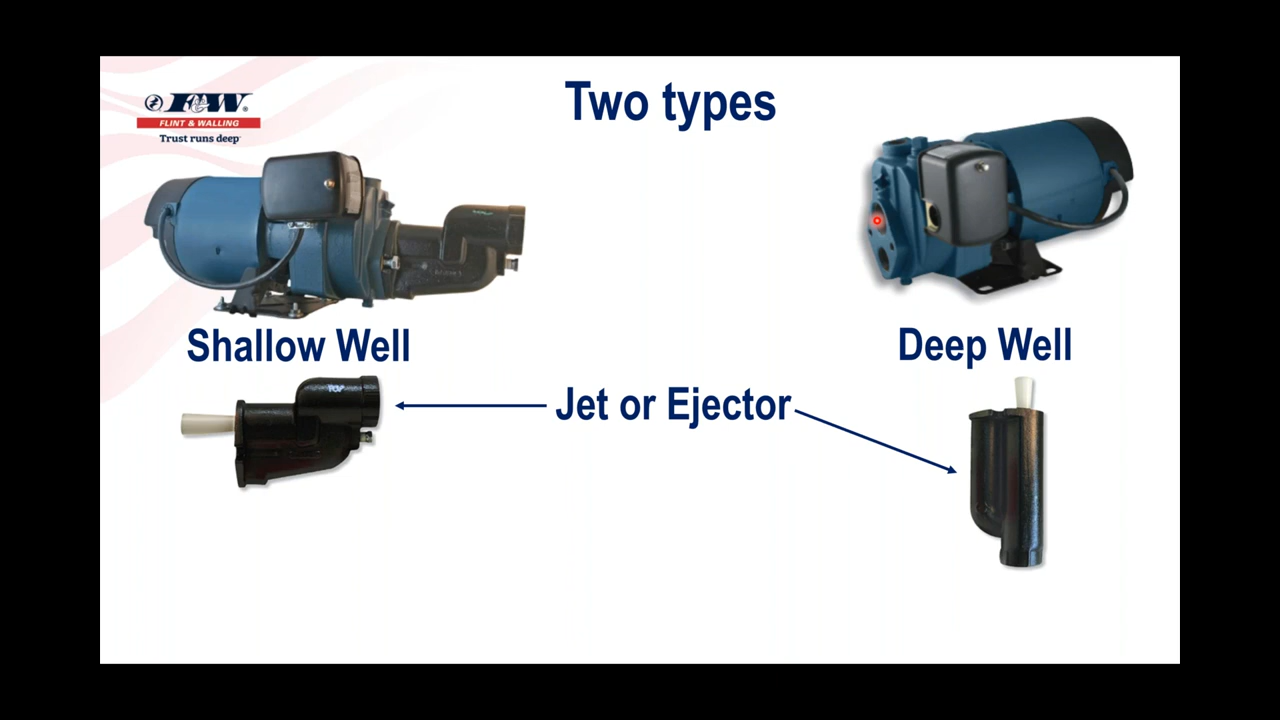 Two types
F&W®
FLINT & WALLING
Trust runs deep
Shallow Well
Deep Well
Jet or Ejector